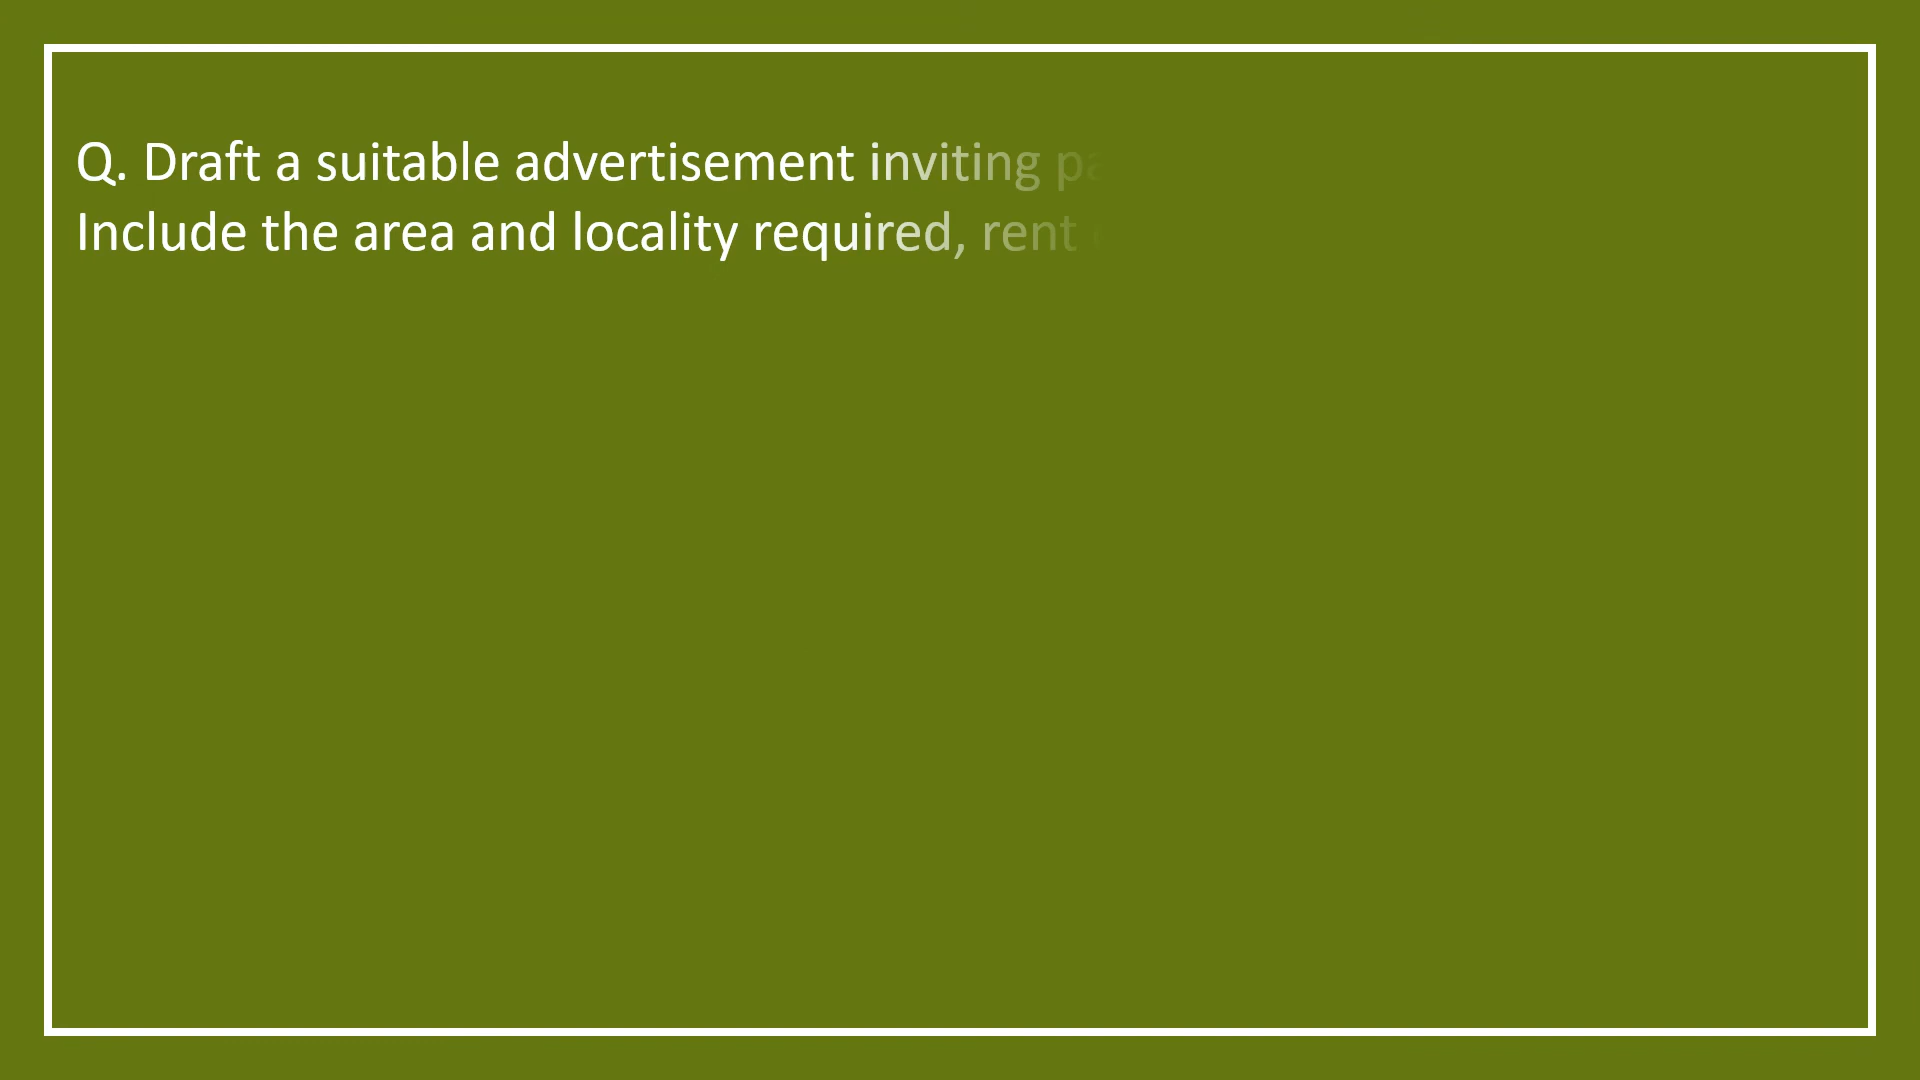 Q. Draft a suitable advertisement inviting
Include the area and locality required, rent